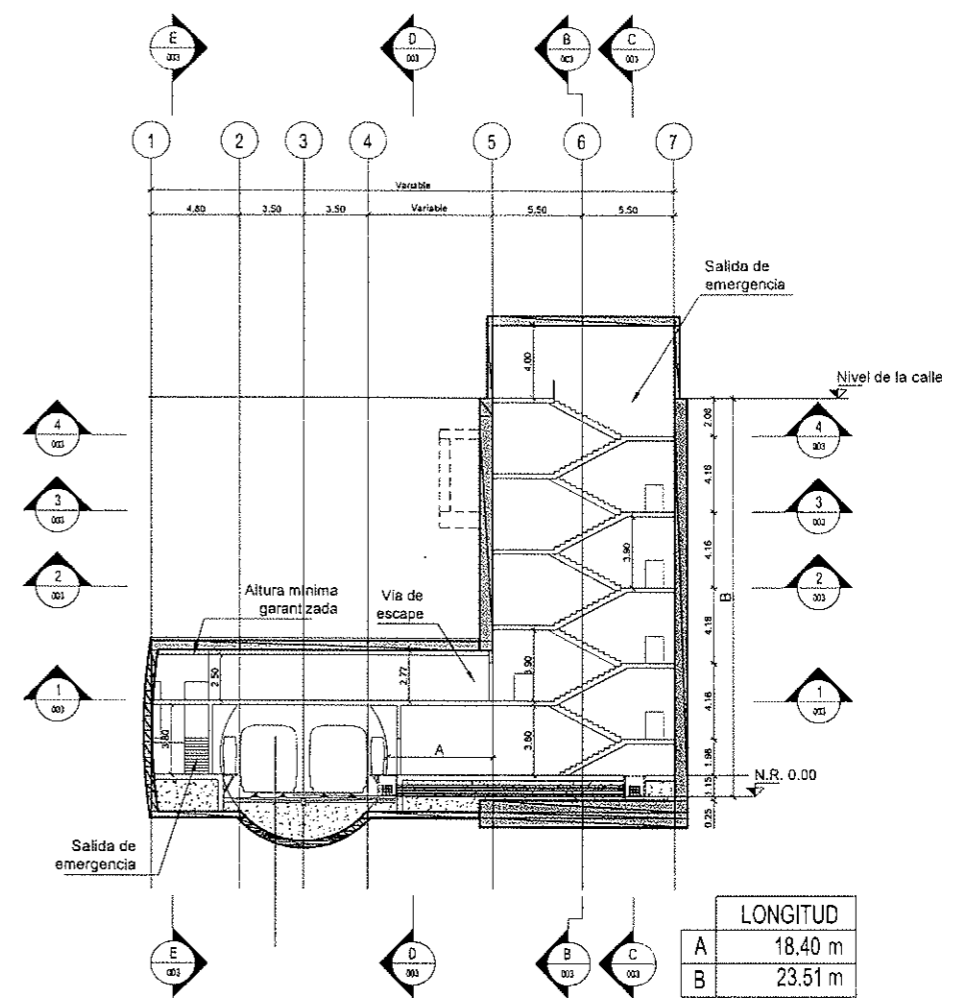 E
003
D
003
B
003
C
003
1
2
3
4
5
6
7
Variable
4.80
3.50
3.50
Variable
5.50
5.50
Salida de
emergencia
4.00
Nivel de la calle
2.08
4
003
4
003
4.16
3
003
3
003
3.90
4.16
2
003
2
003
B
Altura minima
garantizada
Vía de
escape
4.16
2.50
2.27
3.90
1
003
1
003
4.16
3.80
A
3.80
1.98
N.R. 0.00
1.15
0.25
Salida de
emergencia
E
003
D
003
B
003
C
003
LONGITUD
A 18,40 m
B 23.51 m